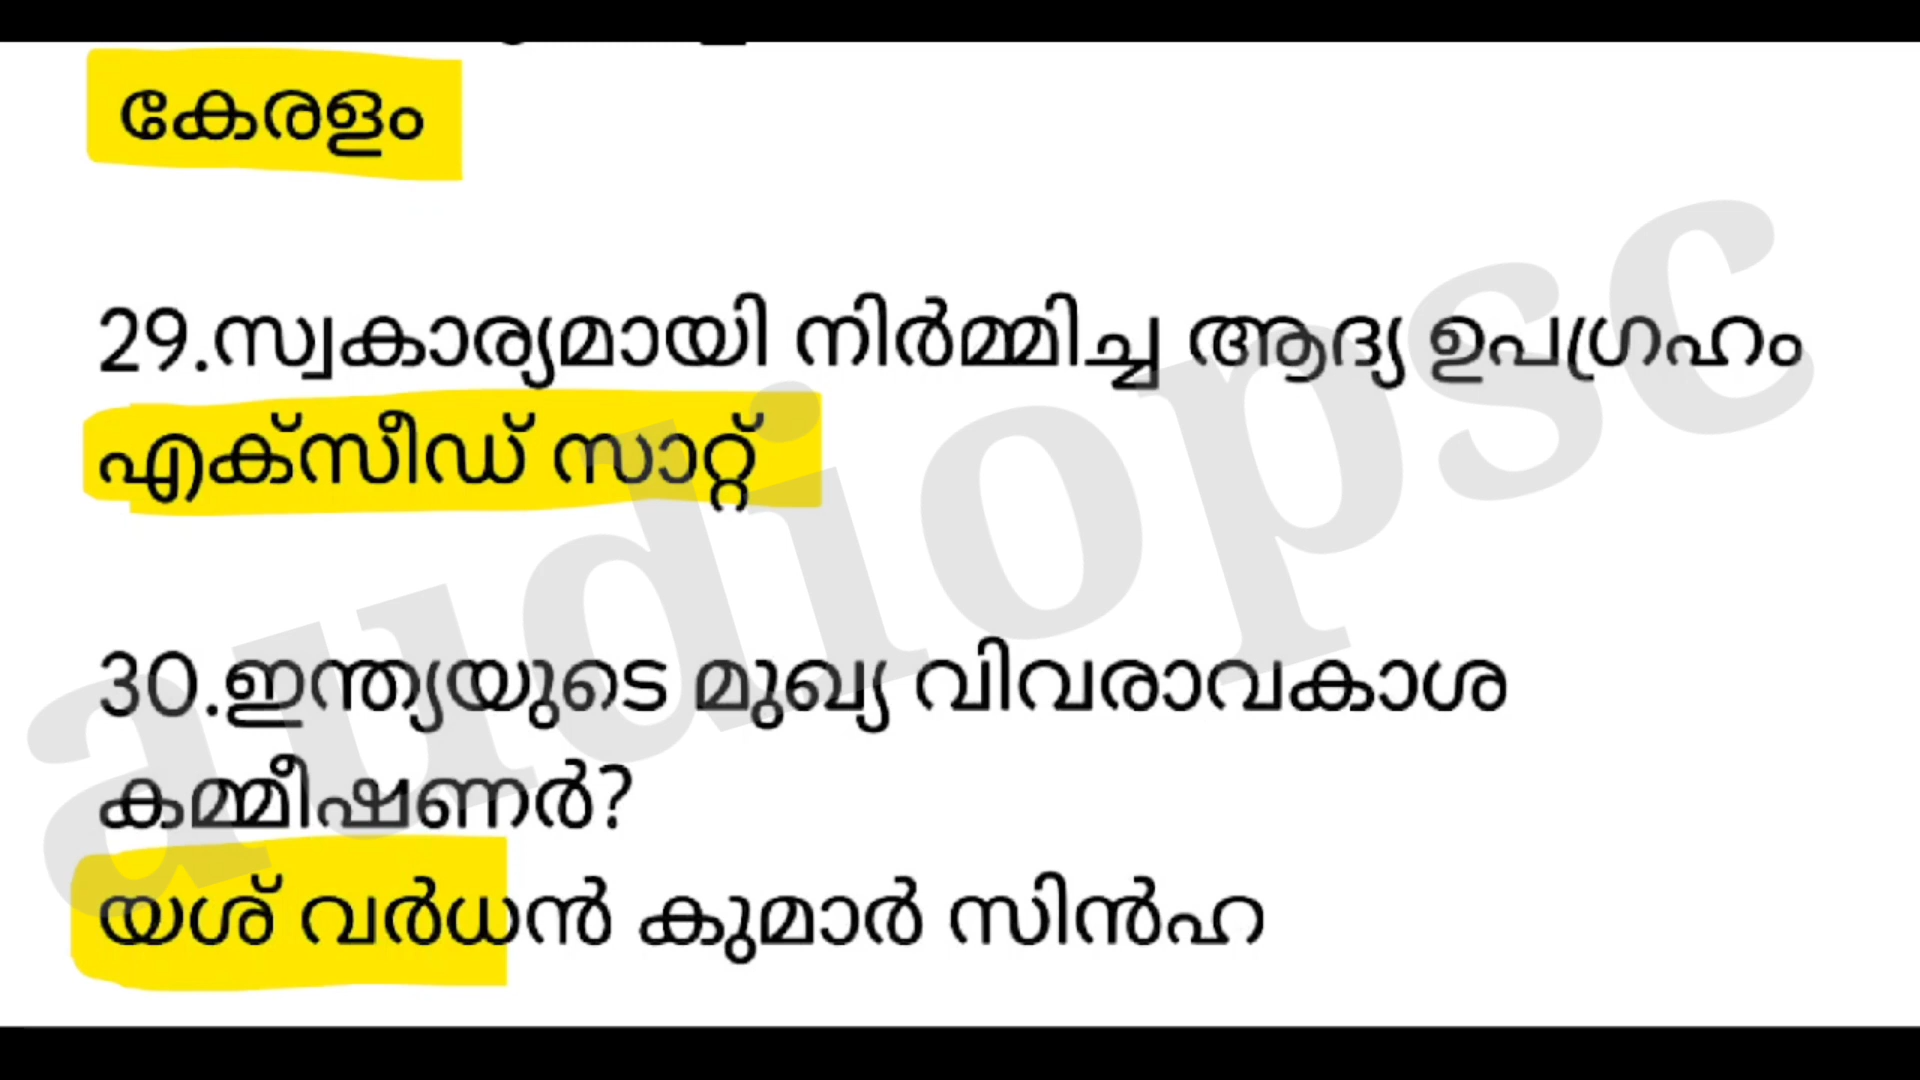 കേരളം
29.സ്വകാര്യമായി നിർമ്മിച്ച ആദ്യ ഉപഗ്രഹം
എക്സീഡ് സാറ്റ്
30.ഇന്ത്യയുടെ മുഖ്യ വിവരാവകാശ
കമ്മീഷണർ?
യശ് വർധൻ കുമാർ സിൻഹ
audiopsc